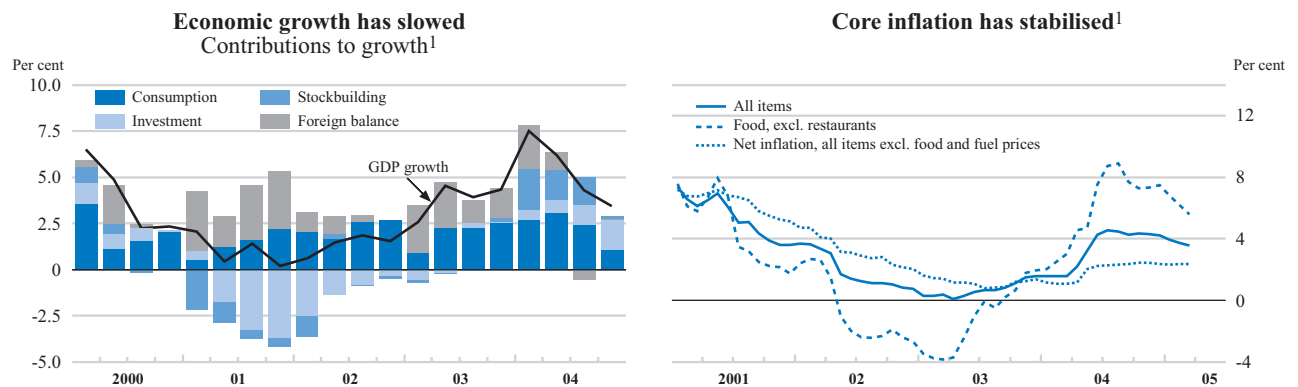 Economic growth has slowed
Contributions to growth1
Per cent
10.0
7.5
5.0
2.5
0
-2.5
-5.0
Consumption
Stockbuilding
Investment
Foreign balance
GDP growth
2000
01
02
03
04
Core inflation has stabilised1
Per cent
All items
Food, excl. restaurants
Net inflation, all items excl. food and fuel prices
12
8
4
0
-4
2001
02
03
04
05